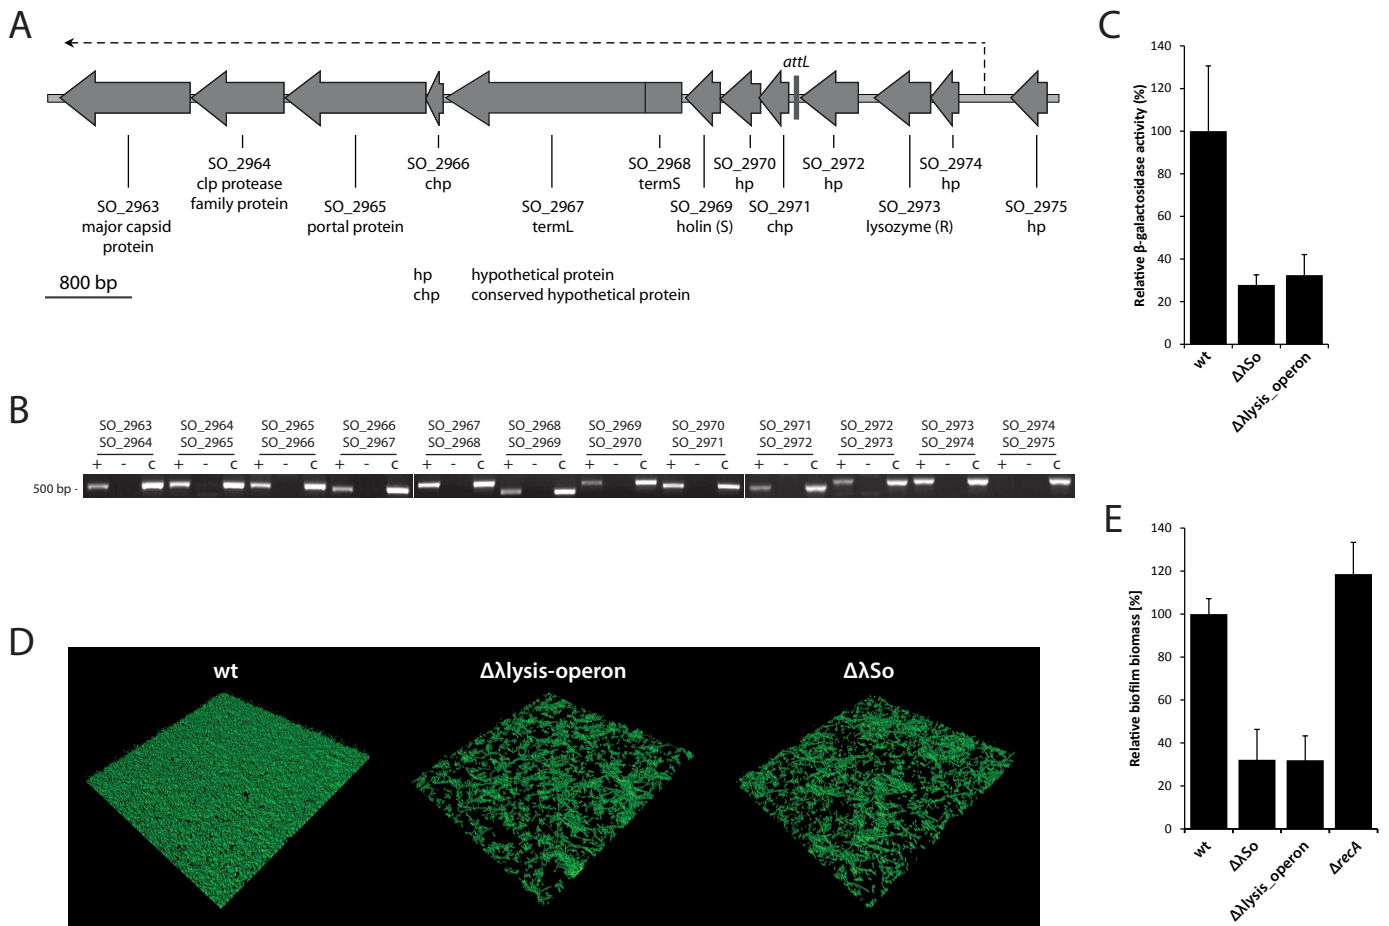 A
attL
SO_2963
major capsid
protein
SO_2964
clp protease
family protein
SO_2965
portal protein
SO_2966
chp
SO_2967
termL
SO_2968
termS
SO_2969
holin (S)
SO_2970
hp
SO_2971
chp
SO_2972
hp
SO_2973
lysozyme (R)
SO_2974
hp
SO_2975
hp
800 bp
hp hypothetical protein
chp conserved hypothetical protein
B
SO_2963 SO_2964 SO_2965 SO_2966 SO_2967 SO_2968 SO_2969 SO_2970 SO_2971 SO_2972 SO_2973 SO_2974
SO_2964 SO_2965 SO_2966 SO_2967 SO_2968 SO_2969 SO_2970 SO_2971 SO_2972 SO_2973 SO_2974 SO_2975
+ - c + - c + - c + - c + - c + - c + - c + - c + - c + - c + - c + - c
500 bp -
C
Relative β-galactosidase activity (%)
140
120
100
80
60
40
20
0
wt
ΔλSo
Δλlysis_operon
D
wt Δλlysis-operon ΔλSo
E
Relative biofilm biomass [%]
140
120
100
80
60
40
20
0
wt
ΔλSo
Δλlysis_operon
ΔrecA